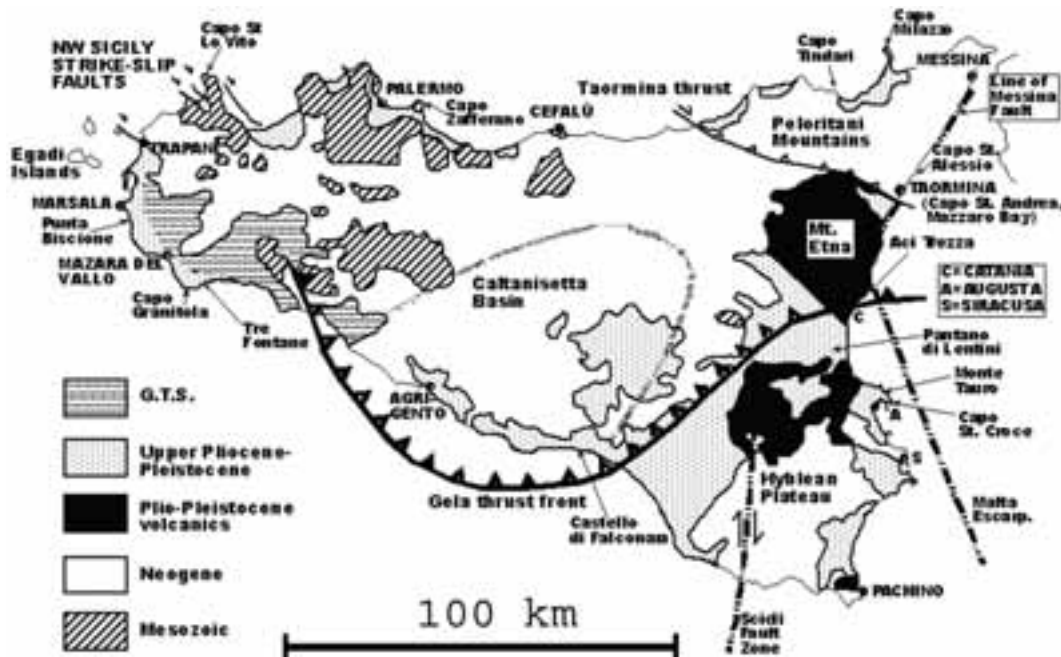 Capo St
Lo Vito
NW SICILY
STRIKE-SLIP
FAULTS
PALERMO
Capo
Zafferano
CEFALÙ
Taormina thrust
Capo
Tindari
Capo
Milazzo
MESSINA
Line of
Messina
Fault
Peloritani
Mountains
Capo St.
Alessio
TAORMINA
(Capo St. Andrea,
Mazzaro Bay)
Egadi
Islands
TRAPANI
MARSALA
Punta
Biscione
MAZARA DEL
VALLO
Capo
Granitola
Tre
Fontane
Mt.
Etna
Aci Trezza
C=CATANIA
A=AUGUSTA
S=SIRACUSA
Caltanisetta
Basin
C
Pantano
di Lentini
Monte
Tauro
A
Capo
St. Croce
S
AGRI-
GENTO
Gela thrust front
Castello
di Falconara
Hyblean
Plateau
Malta
Escarp.
PACHINO
Scicli
Fault
Zone
G.T.S.
Upper Pliocene-
Pleistocene
Plio-Pleistocene
volcanics
Neogene
Mesozoic
100 km